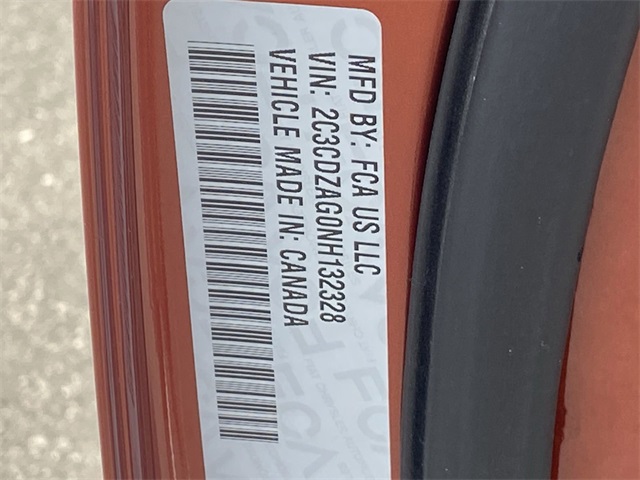 MFD BY: FCA US LLC
VIN: 2C3CDZAG0NH132328
VEHICLE MADE IN: CANADA